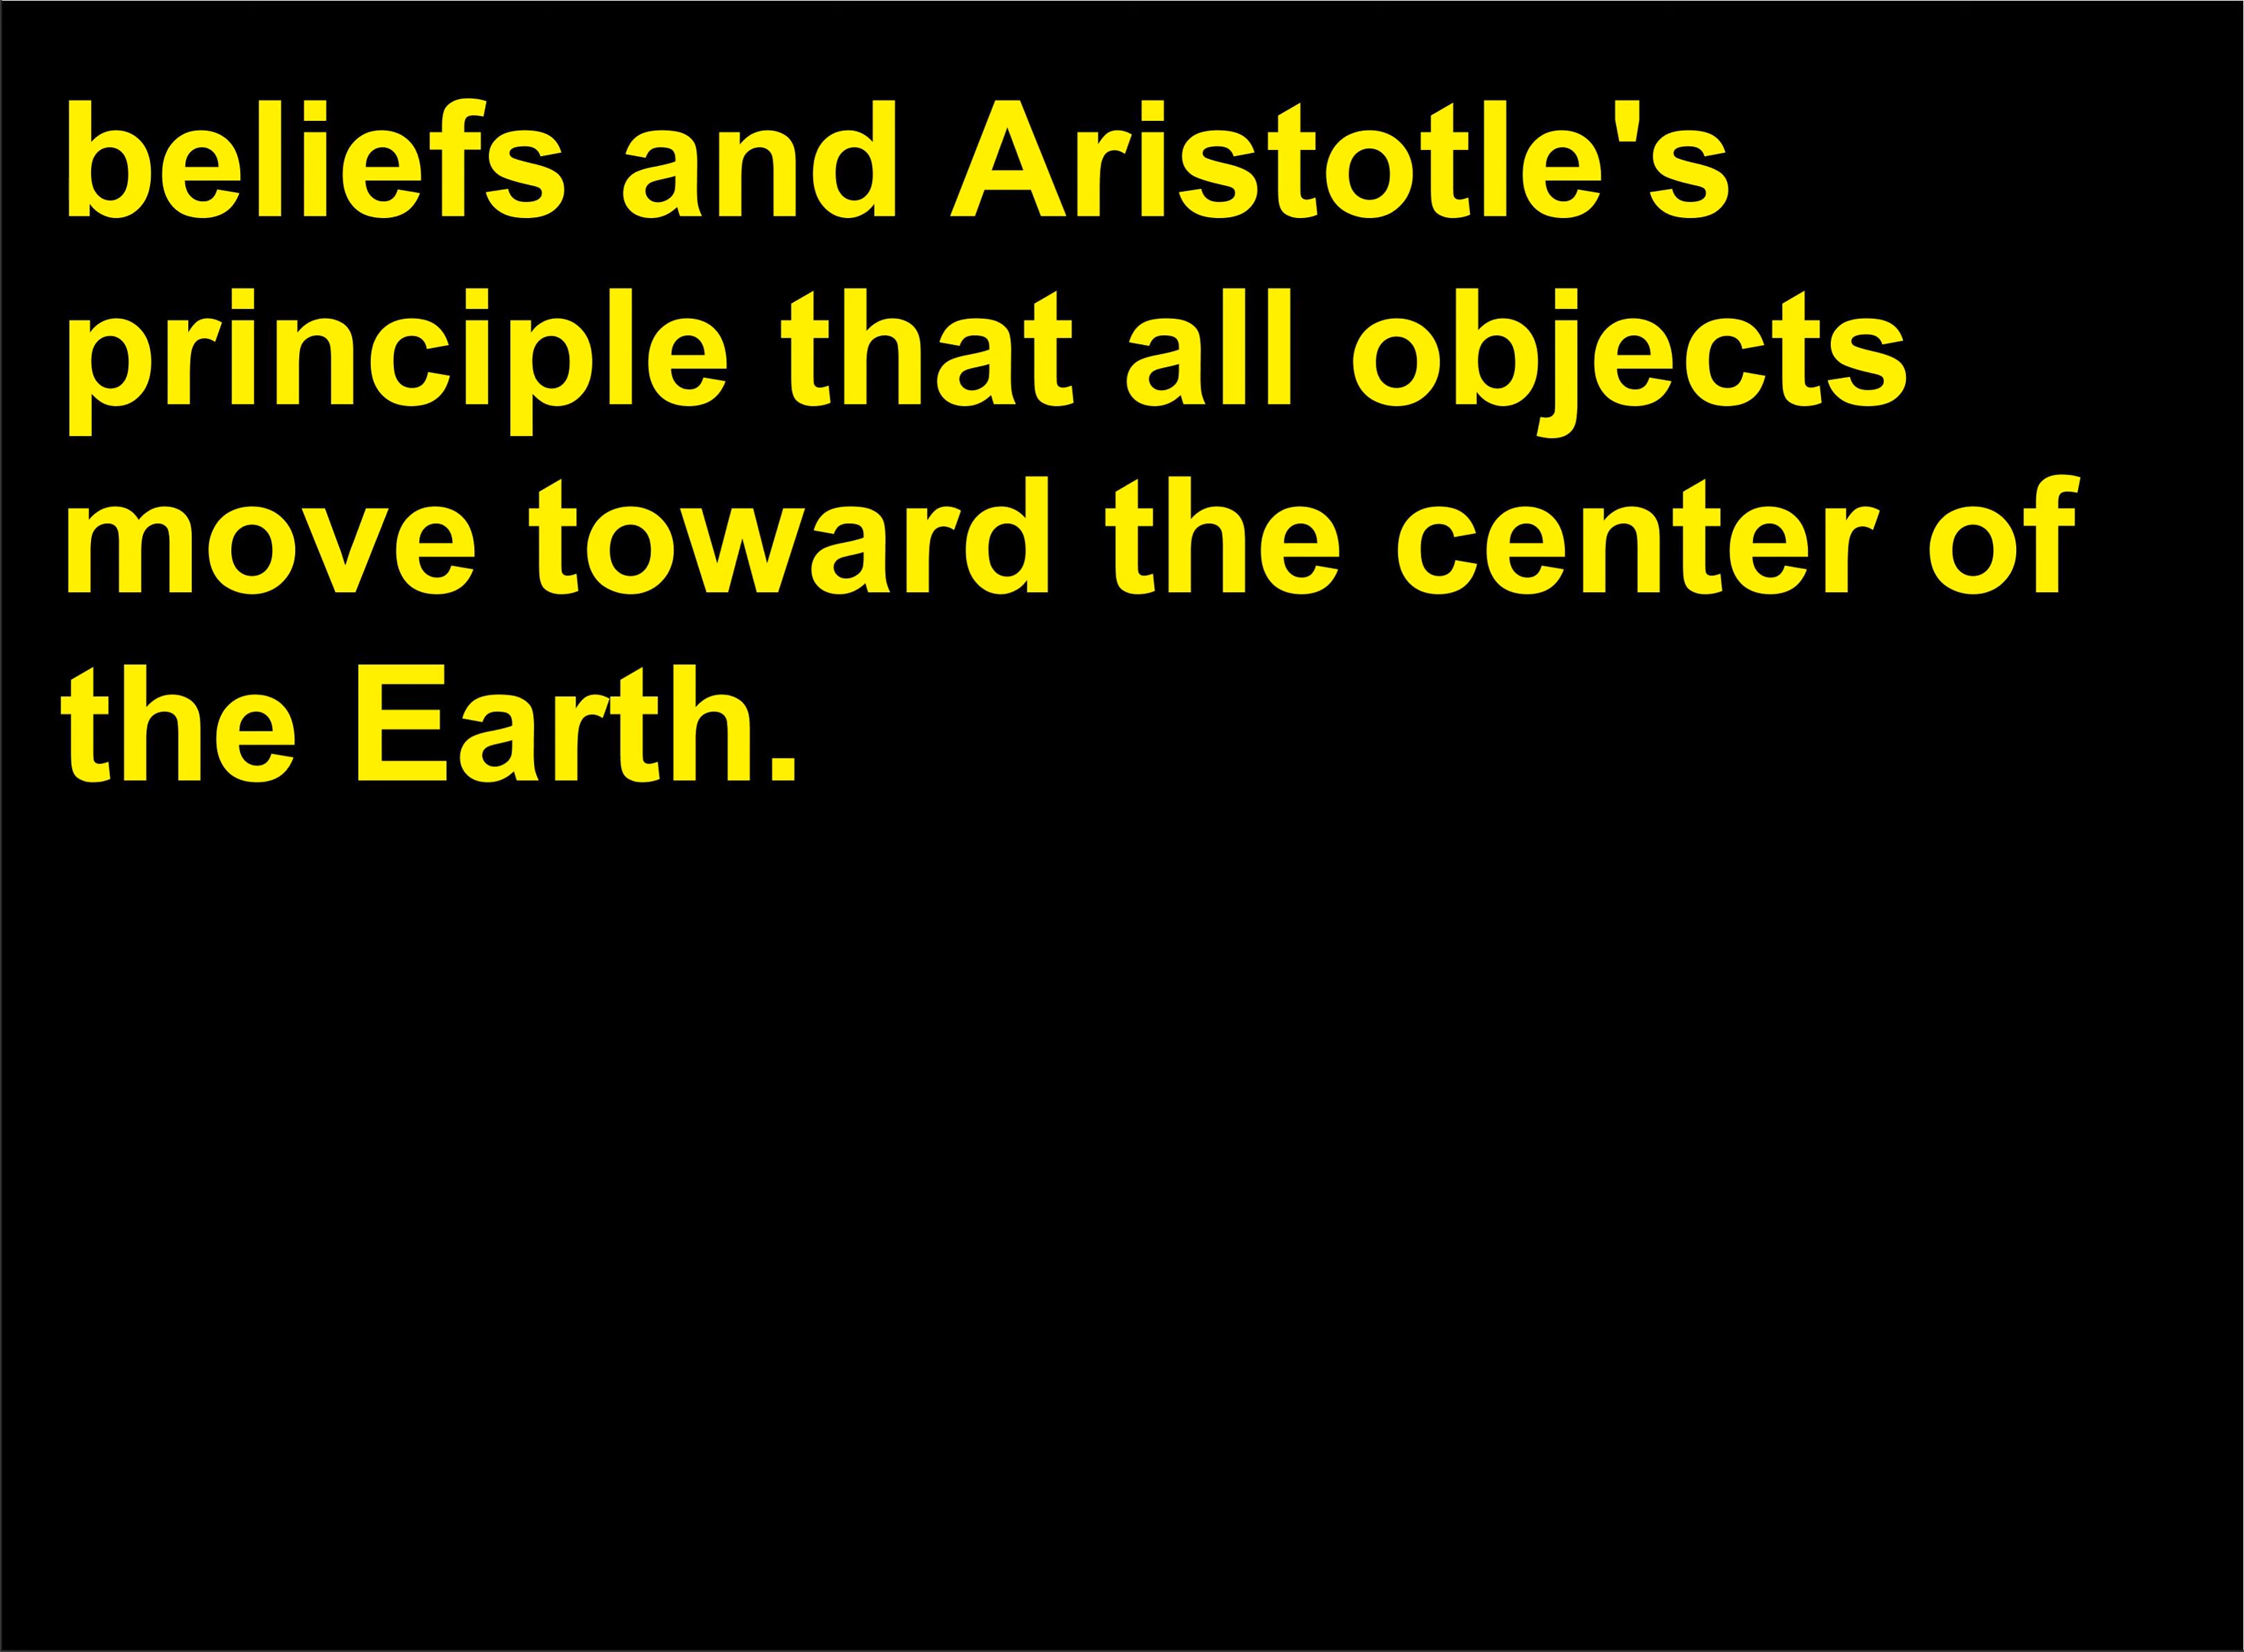 beliefs and Aristotle's
principle that all objects
move toward the center of
the Earth.